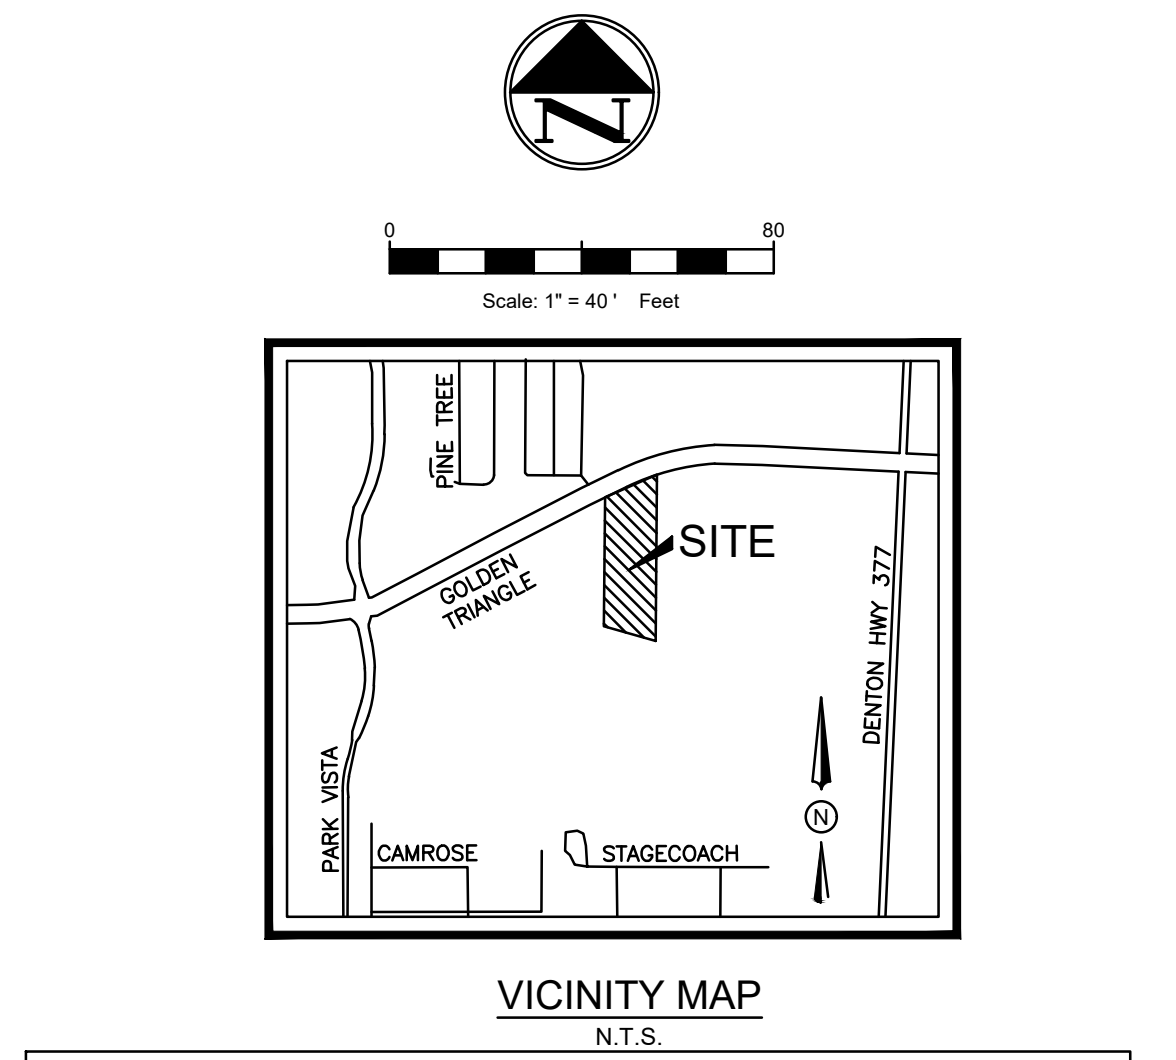 N
0 80
Scale: 1" = 40 ' Feet
PINE TREE
SITE
GOLDEN
TRIANGLE
DENTON HWY 377
PARK VISTA
N
CAMROSE
STAGECOACH
VICINITY MAP
N.T.S.